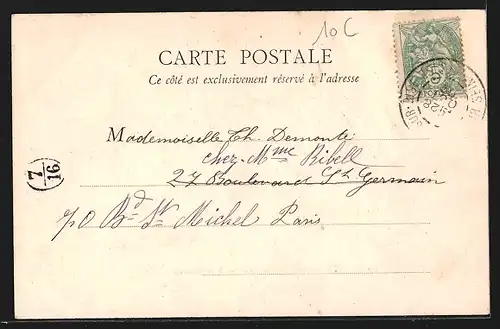 10 C
CARTE POSTALE
Ce côté est exclusivement réservé à l'adresse
Mademoiselle Th. Demonte
chez Mme Ribell
27 Boulevard St Germain
70 Bd St Michel Paris
7/16